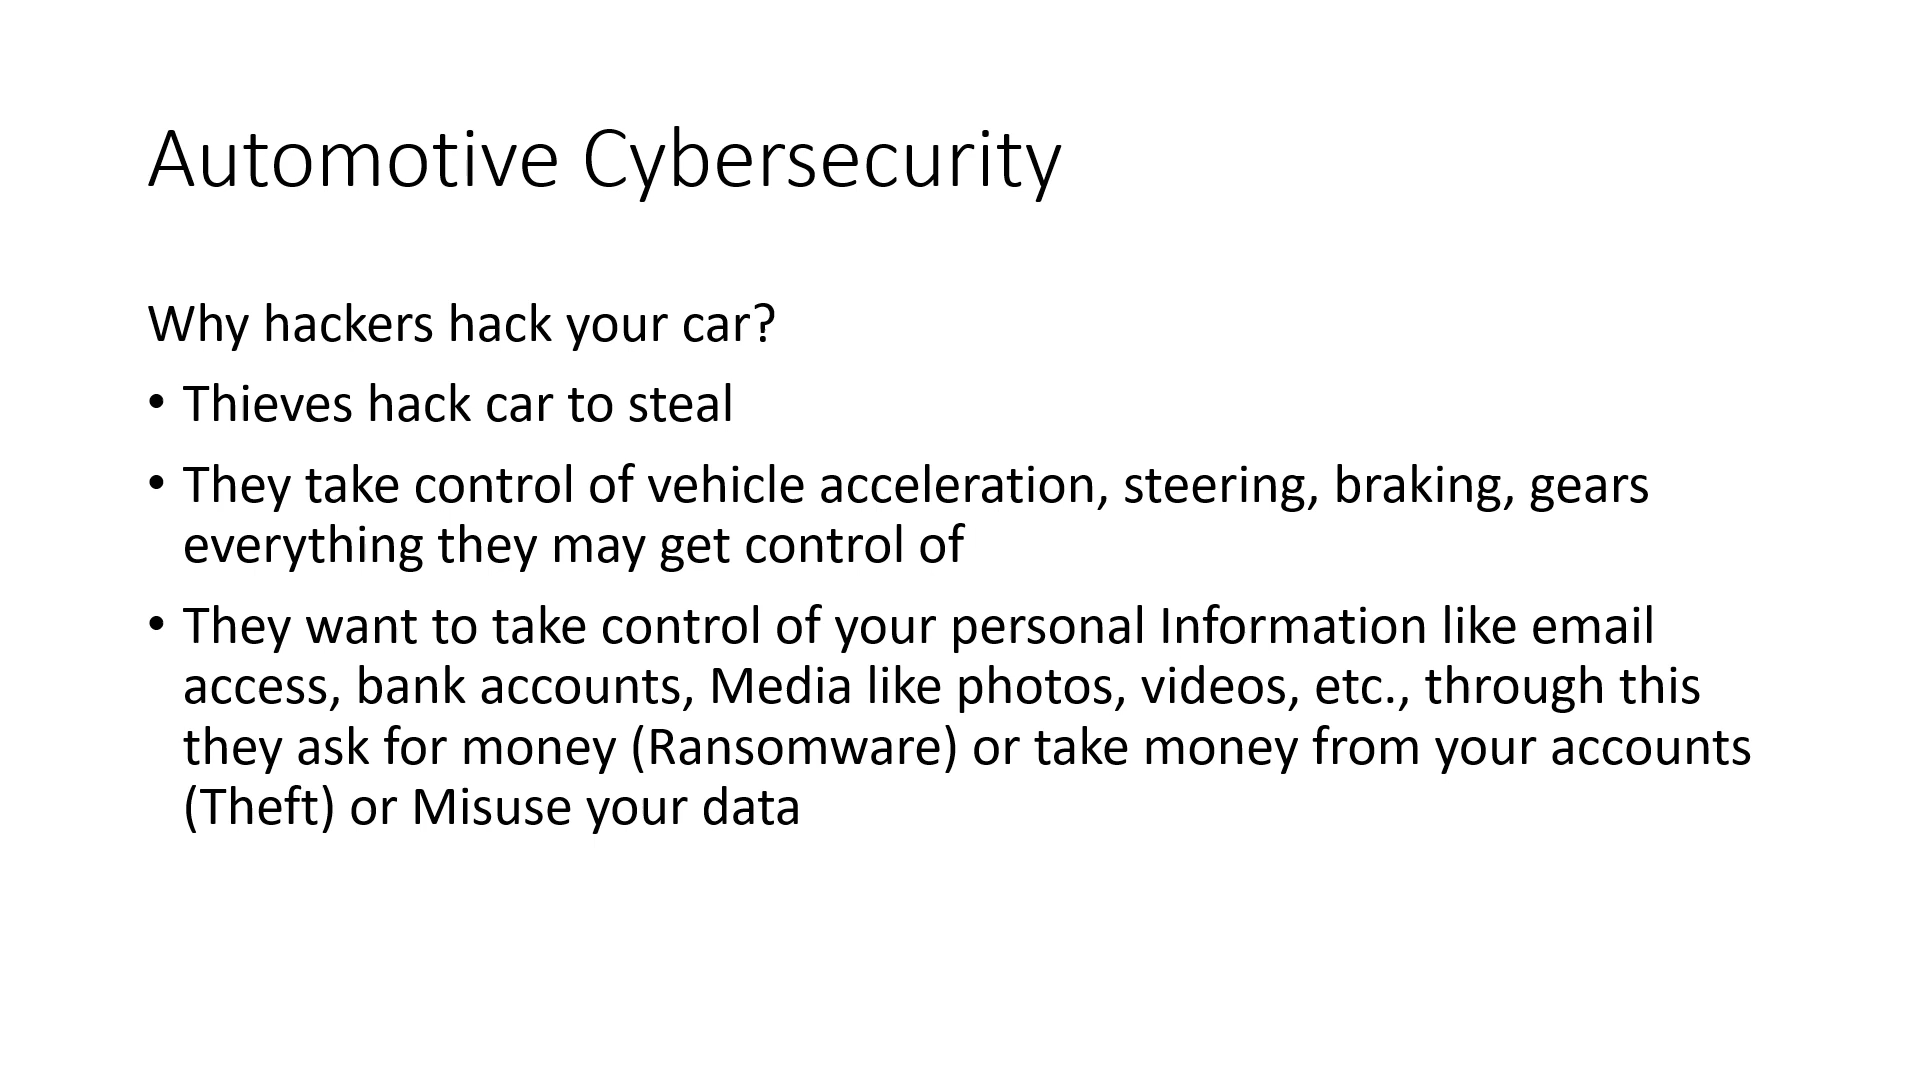 Automotive Cybersecurity
Why hackers hack your car?
• Thieves hack car to steal
• They take control of vehicle acceleration, steering, braking, gears
everything they may get control of
• They want to take control of your personal Information like email
access, bank accounts, Media like photos, videos, etc., through this
they ask for money (Ransomware) or take money from your accounts
(Theft) or Misuse your data